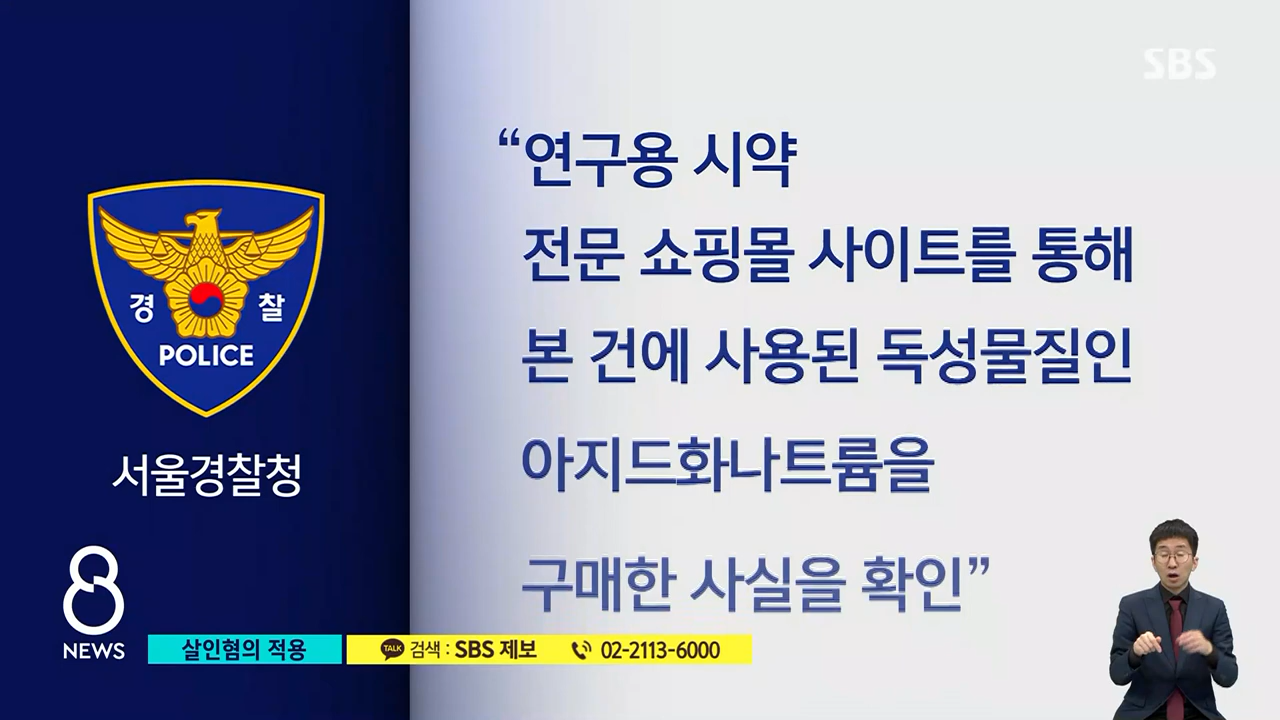 SBS
“연구용 시약
전문 쇼핑몰 사이트를 통해
본 건에 사용된 독성물질인
아지드화나트륨을
구매한 사실을 확인”
경 찰
POLICE
서울경찰청
8
NEWS
살인혐의 적용
TALK 검색 : SBS 제보 02-2113-6000